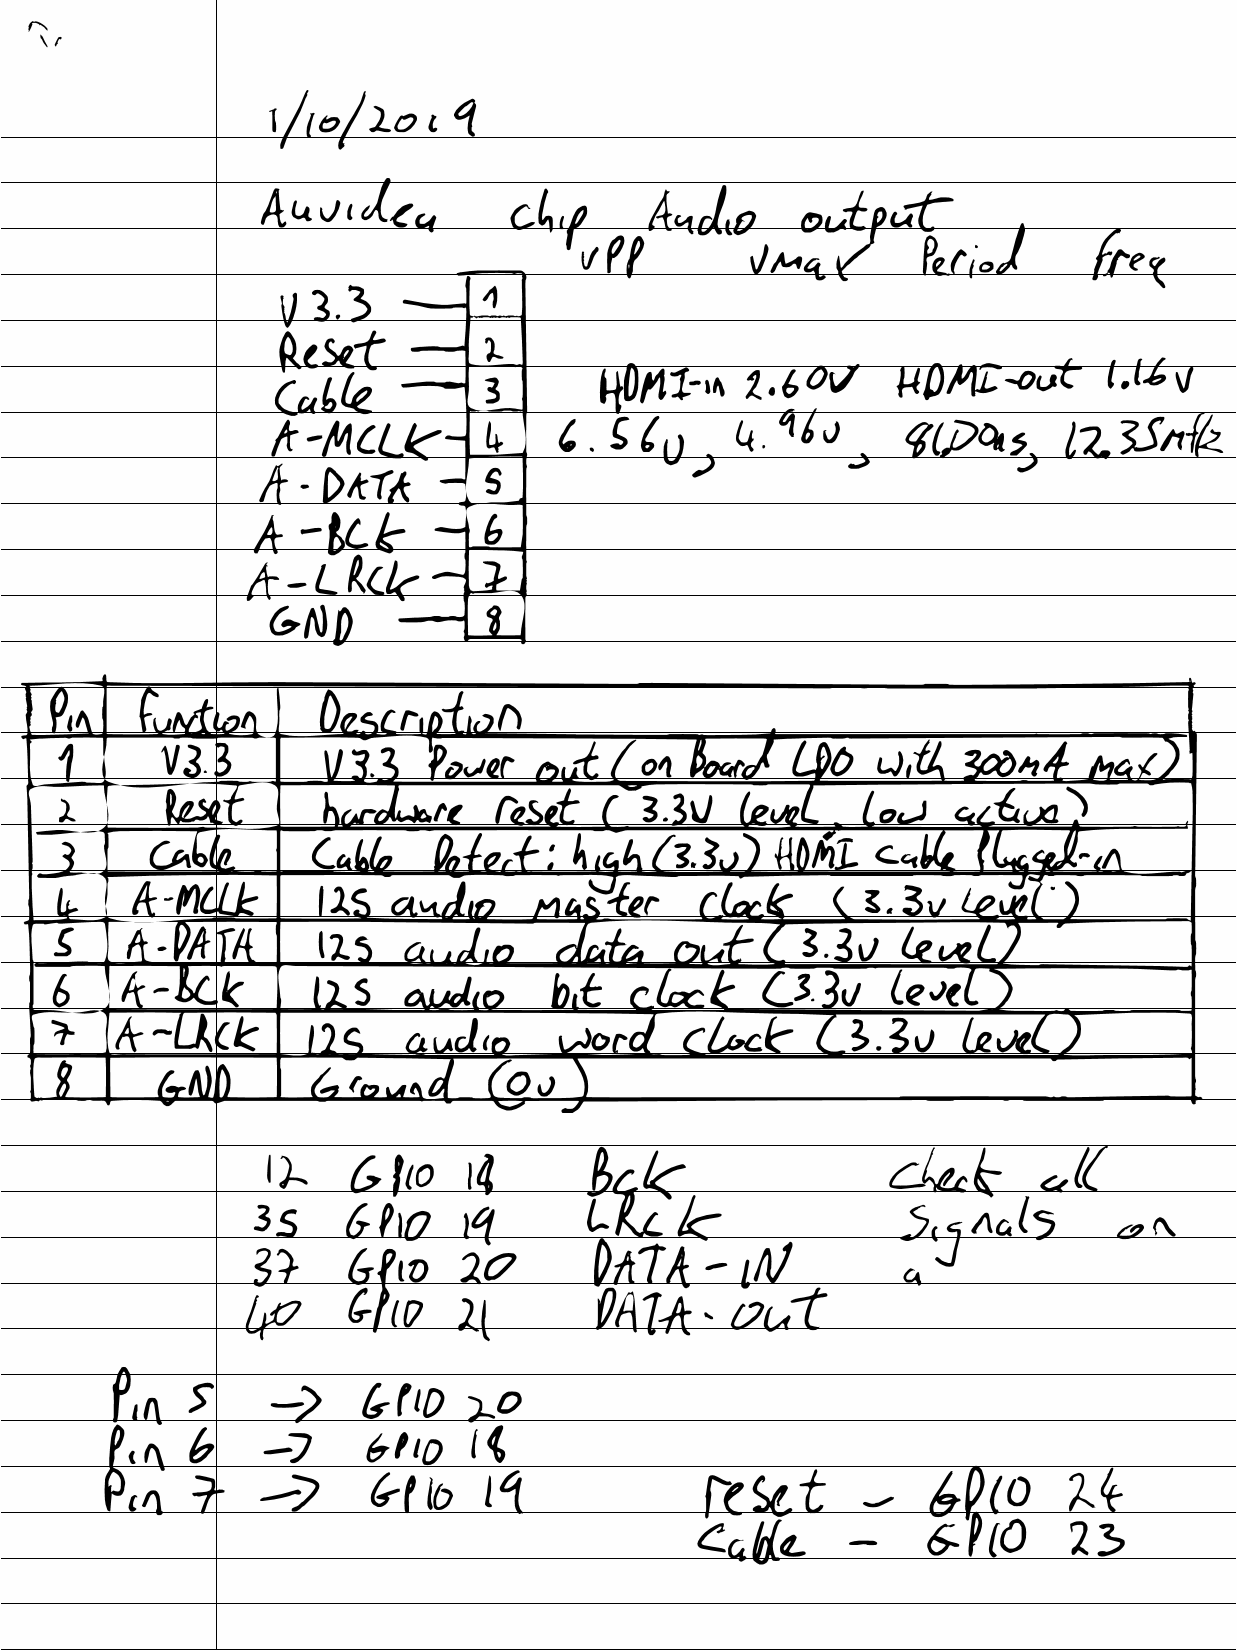 1/10/2019
Auvidea chip Audio output
VPP Vmax Period Freq
V3.3 1
Reset 2
Cable 3 HDMI-in 2.60V HDMI-out 1.16V
A-MCLK 4 6.56V, 4.96V, 81.00ns, 12.35MHz
A-DATA 5
A-BCK 6
A-LRCK 7
GND 8
Pin Function Description
1 V3.3 V3.3 Power out (on Board LDO with 300mA max)
2 Reset hardware reset (3.3V level, low active)
3 Cable Cable Detect: high (3.3v) HDMI cable Plugged-in
4 A-MCLK I2S audio master clock (3.3v Level)
5 A-DATA I2S audio data out (3.3v Level)
6 A-BCK I2S audio bit clock (3.3v level)
7 A-LRCK I2S audio word clock (3.3v level)
8 GND Ground (0v)
12 GPIO 18 Bck Check all
35 GPIO 19 LRCK Signals on
37 GPIO 20 DATA-IN a
40 GPIO 21 DATA-out
Pin 5 -> GPIO 20
Pin 6 -> GPIO 18
Pin 7 -> GPIO 19 reset - GPIO 24
Cable - GPIO 23